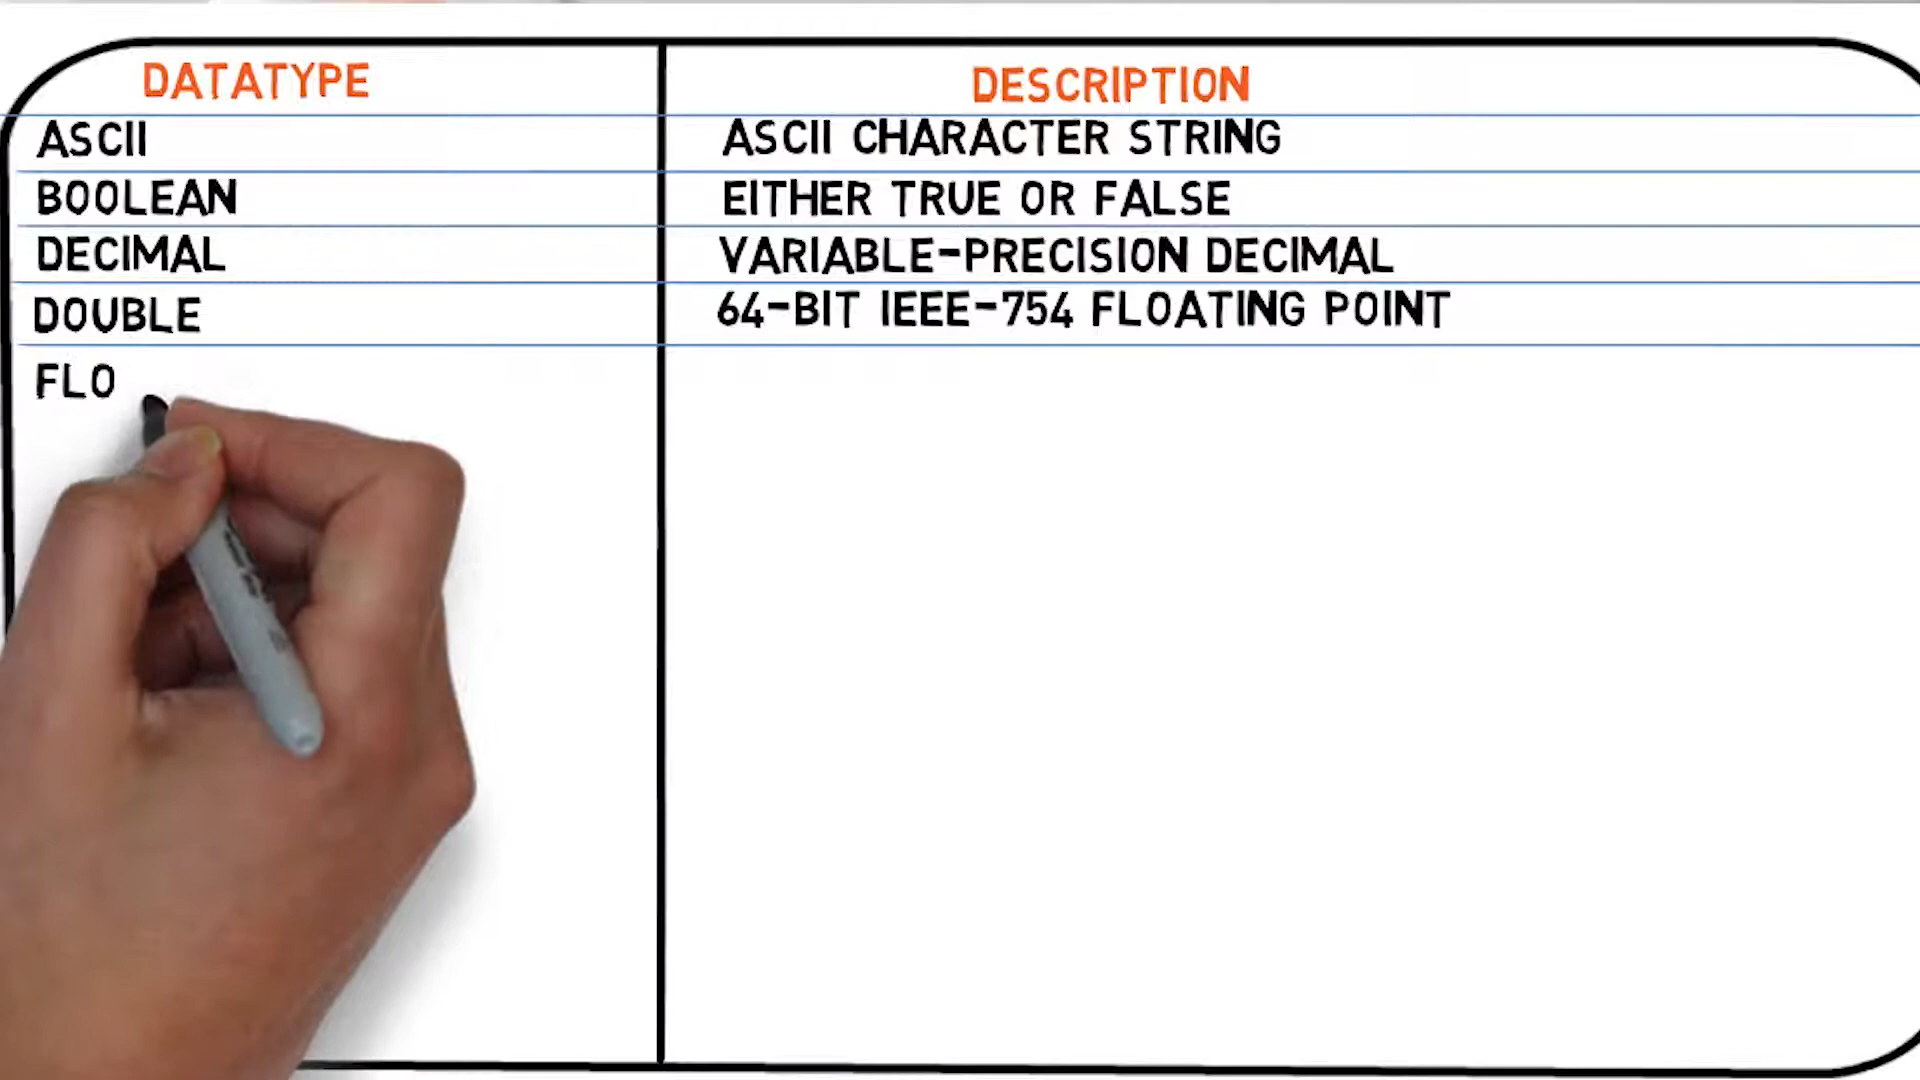 DATATYPE DESCRIPTION
ASCII ASCII CHARACTER STRING
BOOLEAN EITHER TRUE OR FALSE
DECIMAL VARIABLE-PRECISION DECIMAL
DOUBLE 64-BIT IEEE-754 FLOATING POINT
FLO